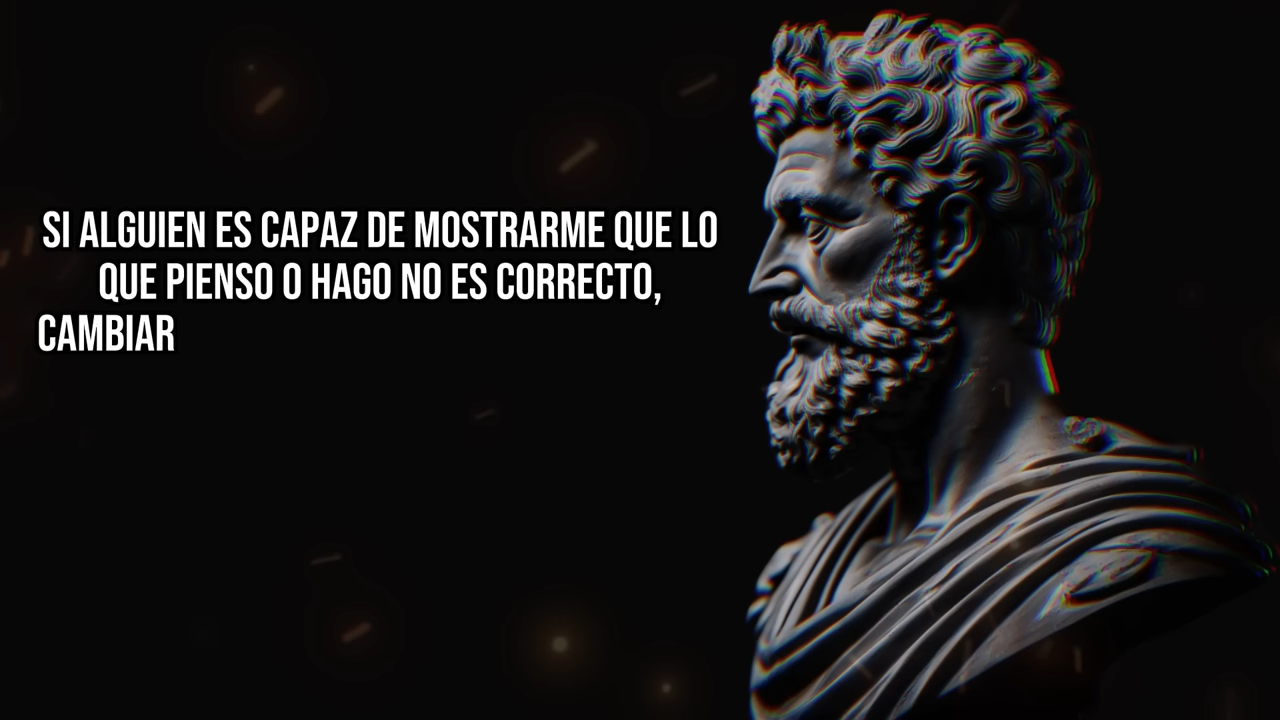 SI ALGUIEN ES CAPAZ DE MOSTRARME QUE LO
QUE PIENSO O HAGO NO ES CORRECTO,
CAMBIAR